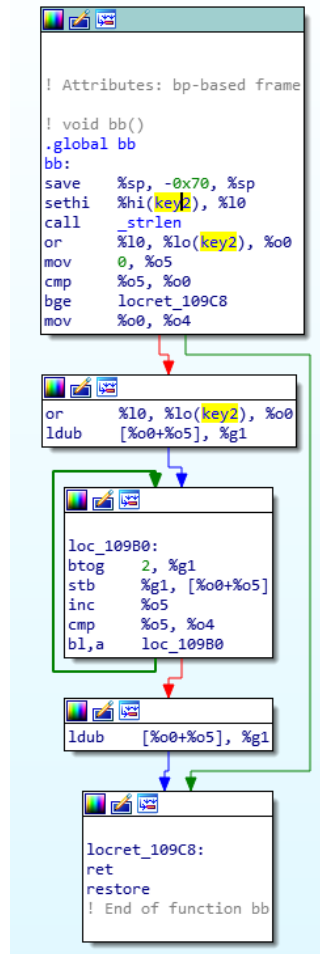 ! Attributes: bp-based frame
! void bb()
.global bb
bb:
save %sp, -0x70, %sp
sethi %hi(key2), %l0
call _strlen
or %l0, %lo(key2), %o0
mov 0, %o5
cmp %o5, %o0
bge locret_109C8
mov %o0, %o4
or %l0, %lo(key2), %o0
ldub [%o0+%o5], %g1
loc_109B0:
btog 2, %g1
stb %g1, [%o0+%o5]
inc %o5
cmp %o5, %o4
bl,a loc_109B0
ldub [%o0+%o5], %g1
locret_109C8:
ret
restore
! End of function bb